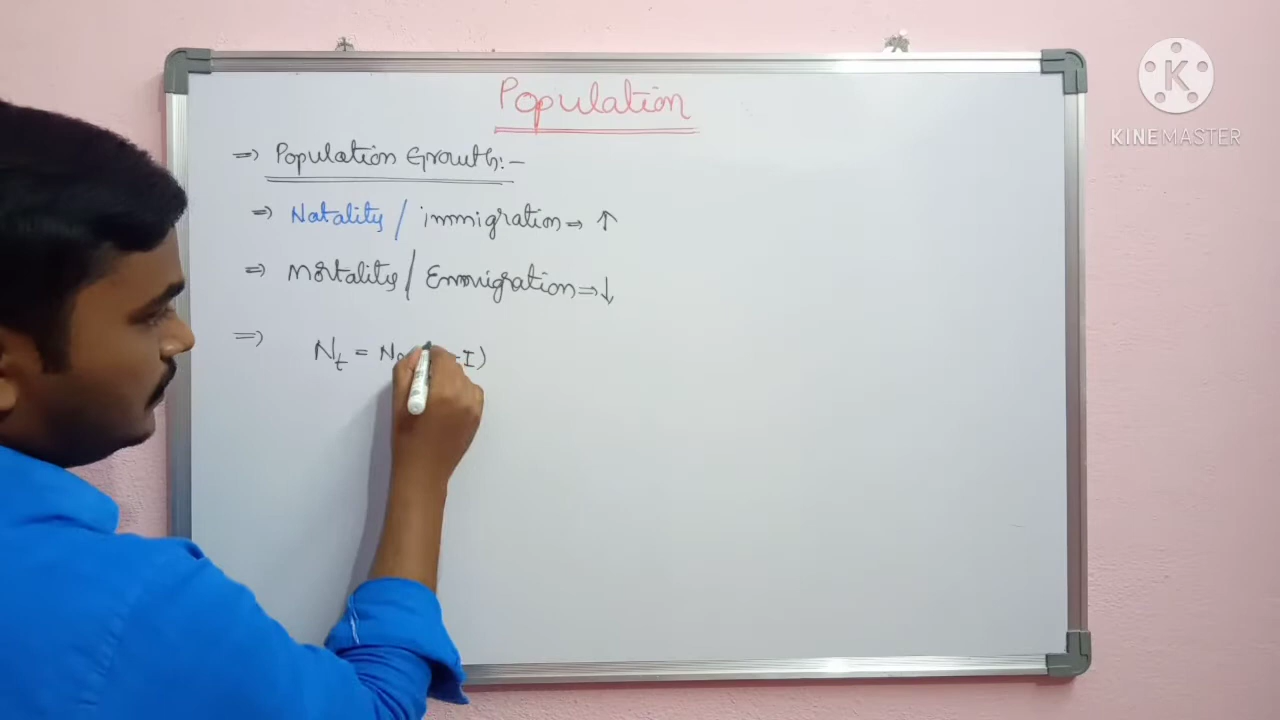 Population
⇒ Population Growth:-
⇒ Natality / immigration ⇒ ↑
⇒ Mortality / Emmigration ⇒ ↓
⇒ Nt = N I)
KINEMASTER